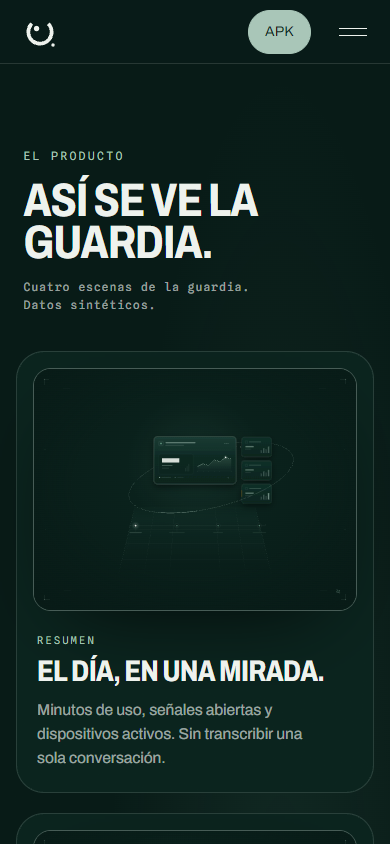 APK
EL PRODUCTO
ASÍ SE VE LA
GUARDIA.
Cuatro escenas de la guardia.
Datos sintéticos.
RESUMEN
EL DÍA, EN UNA MIRADA.
Minutos de uso, señales abiertas y
dispositivos activos. Sin transcribir una
sola conversación.